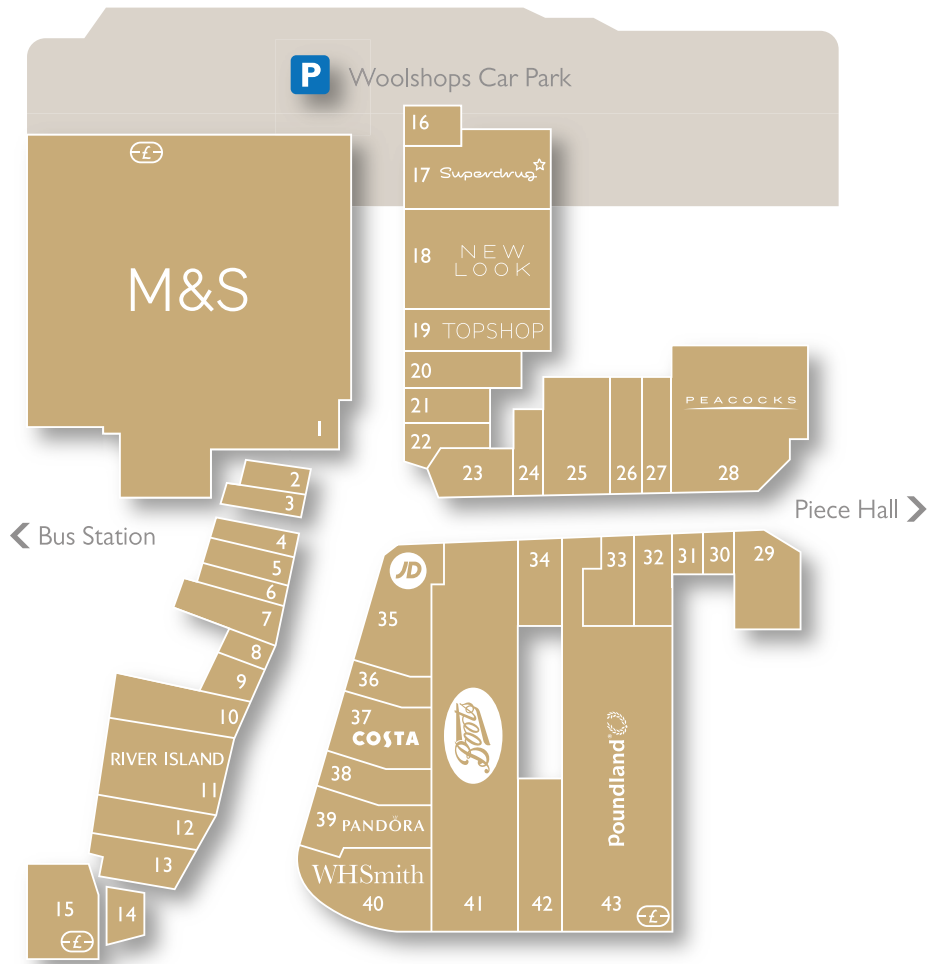 P Woolshops Car Park
£
M&S
1
16
17 Superdrug
18 NEW
LOOK
19 TOPSHOP
20
21
22
23
24
25
26
27
PEACOCKS
28
Piece Hall
Bus Station
2
3
4
5
6
7
8
9
10
RIVER ISLAND
11
12
13
14
15
£
JD
35
36
37
COSTA
38
39 PANDÖRA
WHSmith
40
Boots
41
34
42
33
32
31
30
29
Poundland
43
£